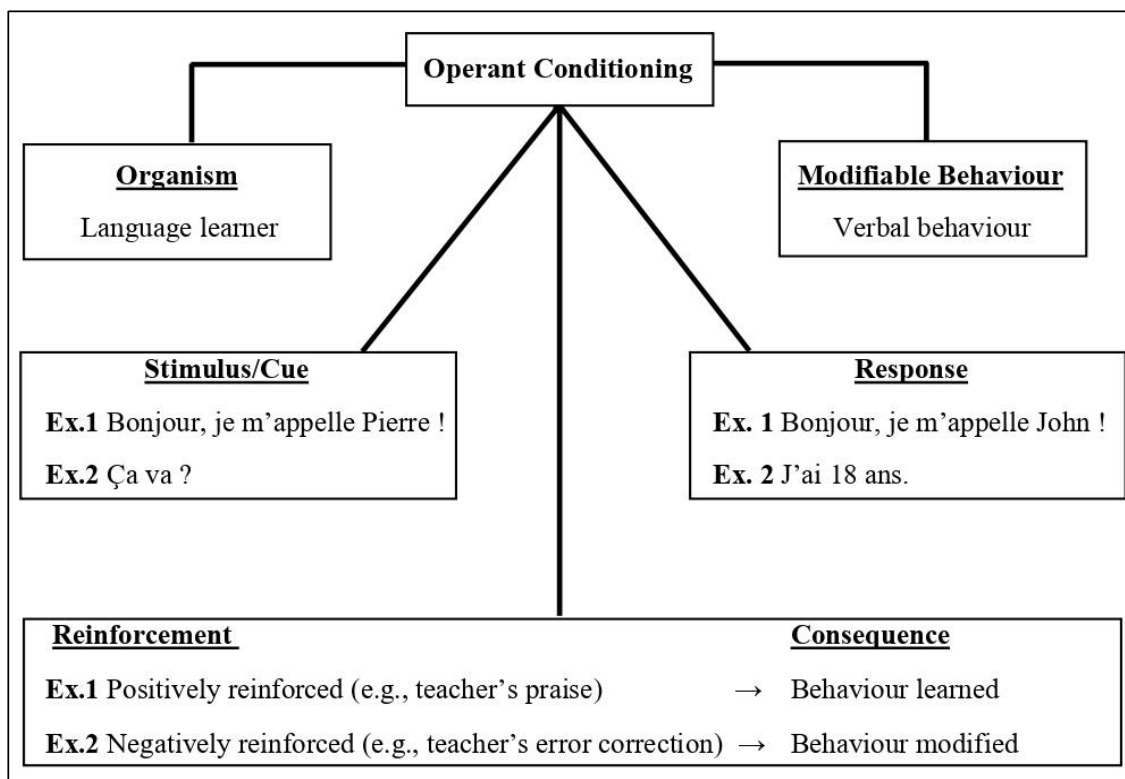 Operant Conditioning
Organism
Language learner
Modifiable Behaviour
Verbal behaviour
Stimulus/Cue
Ex.1 Bonjour, je m’appelle Pierre !
Ex.2 Ça va ?
Response
Ex. 1 Bonjour, je m’appelle John !
Ex. 2 J’ai 18 ans.
Reinforcement Consequence
Ex.1 Positively reinforced (e.g., teacher’s praise) → Behaviour learned
Ex.2 Negatively reinforced (e.g., teacher’s error correction) → Behaviour modified